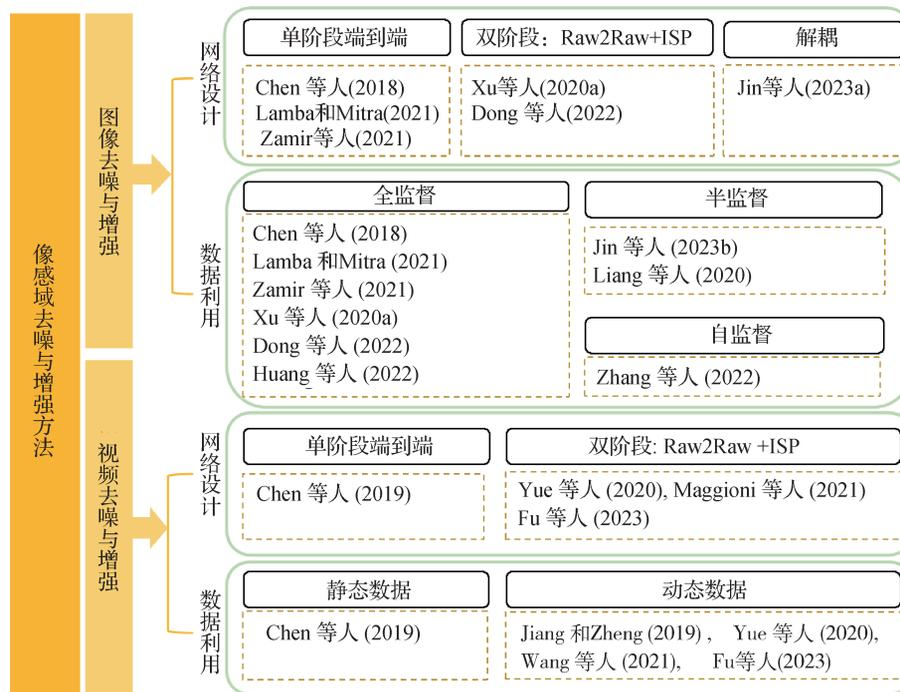 像感域去噪与增强方法
图像去噪与增强
网络设计
单阶段端到端
Chen 等人(2018)
Lamba和Mitra(2021)
Zamir等人(2021)
双阶段：Raw2Raw+ISP
Xu等人(2020a)
Dong 等人(2022)
解耦
Jin等人(2023a)
数据利用
全监督
Chen 等人 (2018)
Lamba 和Mitra (2021)
Zamir 等人 (2021)
Xu 等人 (2020a)
Dong 等人 (2022)
Huang 等人 (2022)
半监督
Jin 等人 (2023b)
Liang 等人 (2020)
自监督
Zhang 等人 (2022)
视频去噪与增强
网络设计
单阶段端到端
Chen 等人 (2019)
双阶段: Raw2Raw +ISP
Yue 等人 (2020), Maggioni 等人 (2021)
Fu 等人 (2023)
数据利用
静态数据
Chen 等人 (2019)
动态数据
Jiang 和Zheng (2019) , Yue 等人 (2020),
Wang 等人 (2021), Fu等人(2023)